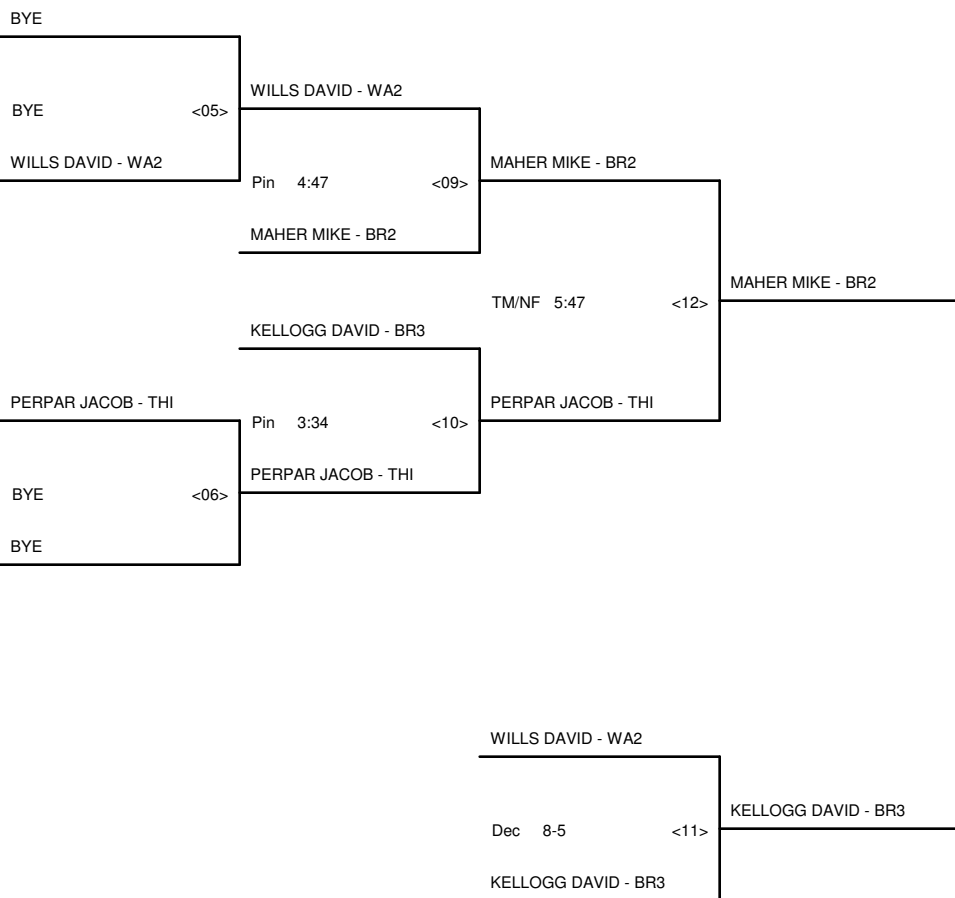 BYE
WILLS DAVID - WA2
BYE <05>
WILLS DAVID - WA2 MAHER MIKE - BR2
Pin 4:47 <09>
MAHER MIKE - BR2
MAHER MIKE - BR2
TM/NF 5:47 <12>
KELLOGG DAVID - BR3
PERPAR JACOB - THI PERPAR JACOB - THI
Pin 3:34 <10>
PERPAR JACOB - THI
BYE <06>
BYE
WILLS DAVID - WA2
KELLOGG DAVID - BR3
Dec 8-5 <11>
KELLOGG DAVID - BR3